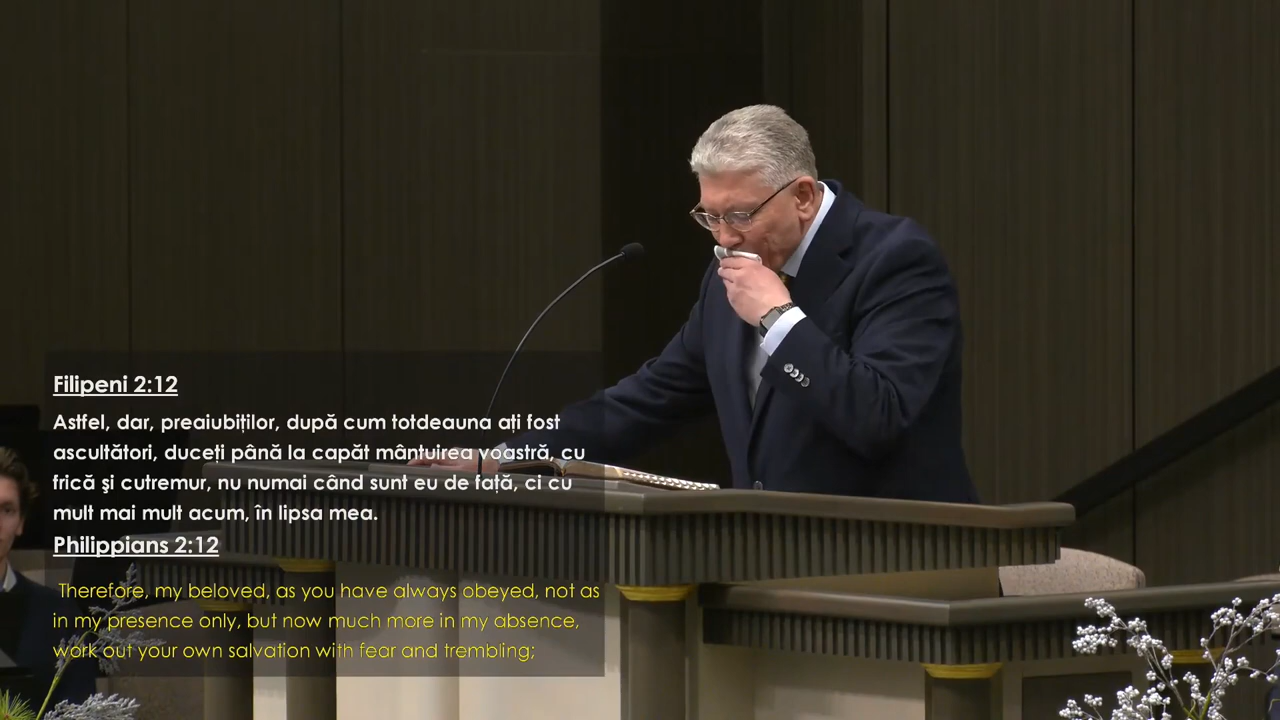 Filipeni 2:12
Astfel, dar, preaiubiților, după cum totdeauna ați fost
ascultători, duceți până la capăt mântuirea voastră, cu
frică şi cutremur, nu numai când sunt eu de față, ci cu
mult mai mult acum, în lipsa mea.
Philippians 2:12
Therefore, my beloved, as you have always obeyed, not as
in my presence only, but now much more in my absence,
work out your own salvation with fear and trembling;